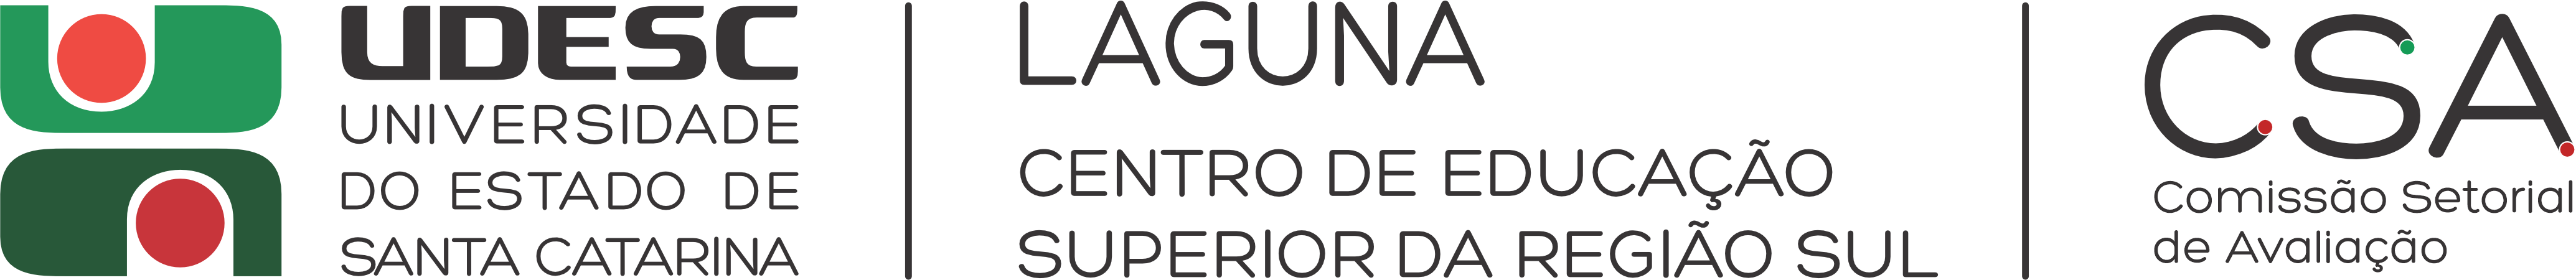 UDESC
UNIVERSIDADE
DO ESTADO DE
SANTA CATARINA
LAGUNA
CENTRO DE EDUCAÇÃO
SUPERIOR DA REGIÃO SUL
CSA
Comissão Setorial
de Avaliação